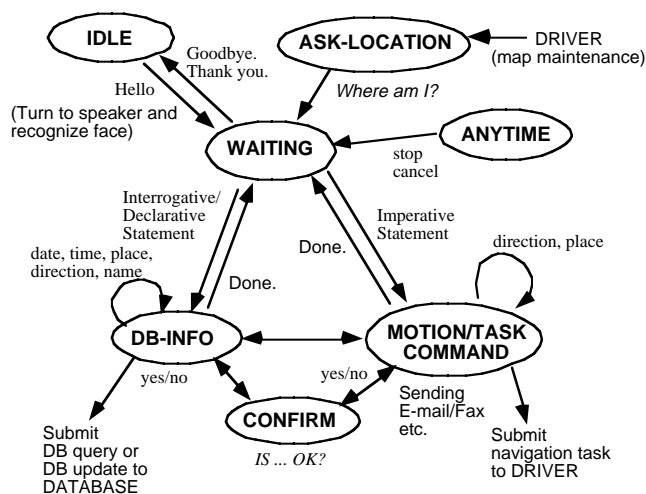 IDLE
Goodbye.
Thank you.
ASK-LOCATION
DRIVER
(map maintenance)
Hello
Where am I?
(Turn to speaker and
recognize face)
WAITING
ANYTIME
stop
cancel
Interrogative/
Declarative
Statement
Imperative
Statement
date, time, place,
direction, name
Done.
Done.
direction, place
DB-INFO
MOTION/TASK
COMMAND
yes/no
yes/no
CONFIRM
IS ... OK?
Sending
E-mail/Fax
etc.
Submit
DB query or
DB update to
DATABASE
Submit
navigation task
to DRIVER